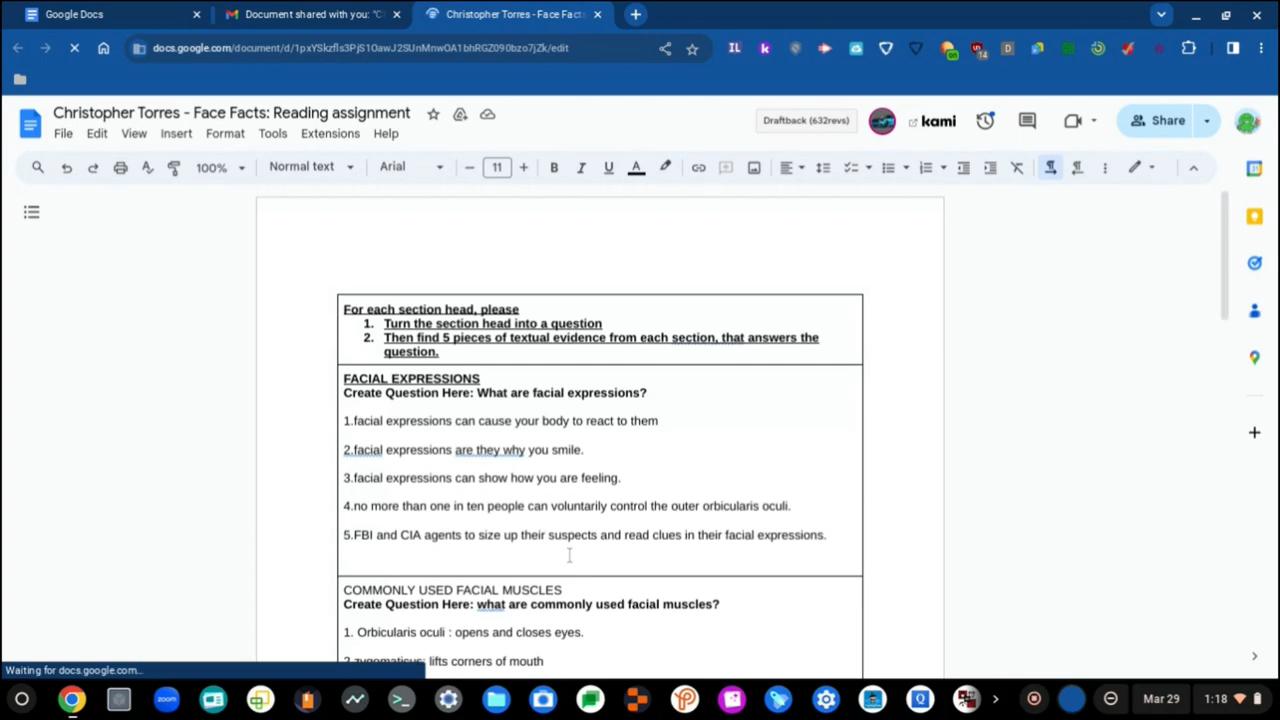 Google Docs
Document shared with you: "C
Christopher Torres - Face Facts
docs.google.com/document/d/1pxYSkzfls3PjS1OawJ2SUnMnwOA1bhRGZ090bzo7jZk/edit
IL
k
14
D
Christopher Torres - Face Facts: Reading assignment
Draftback (632revs)
kami
Share
File Edit View Insert Format Tools Extensions Help
100% Normal text Arial 11 B I U A
For each section head, please
1. Turn the section head into a question
2. Then find 5 pieces of textual evidence from each section, that answers the
question.
FACIAL EXPRESSIONS
Create Question Here: What are facial expressions?
1.facial expressions can cause your body to react to them
2.facial expressions are they why you smile.
3.facial expressions can show how you are feeling.
4.no more than one in ten people can voluntarily control the outer orbicularis oculi.
5.FBI and CIA agents to size up their suspects and read clues in their facial expressions.
COMMONLY USED FACIAL MUSCLES
Create Question Here: what are commonly used facial muscles?
1. Orbicularis oculi : opens and closes eyes.
2.zygomaticus: lifts corners of mouth
Waiting for docs.google.com...
zoom
Mar 29
1:18